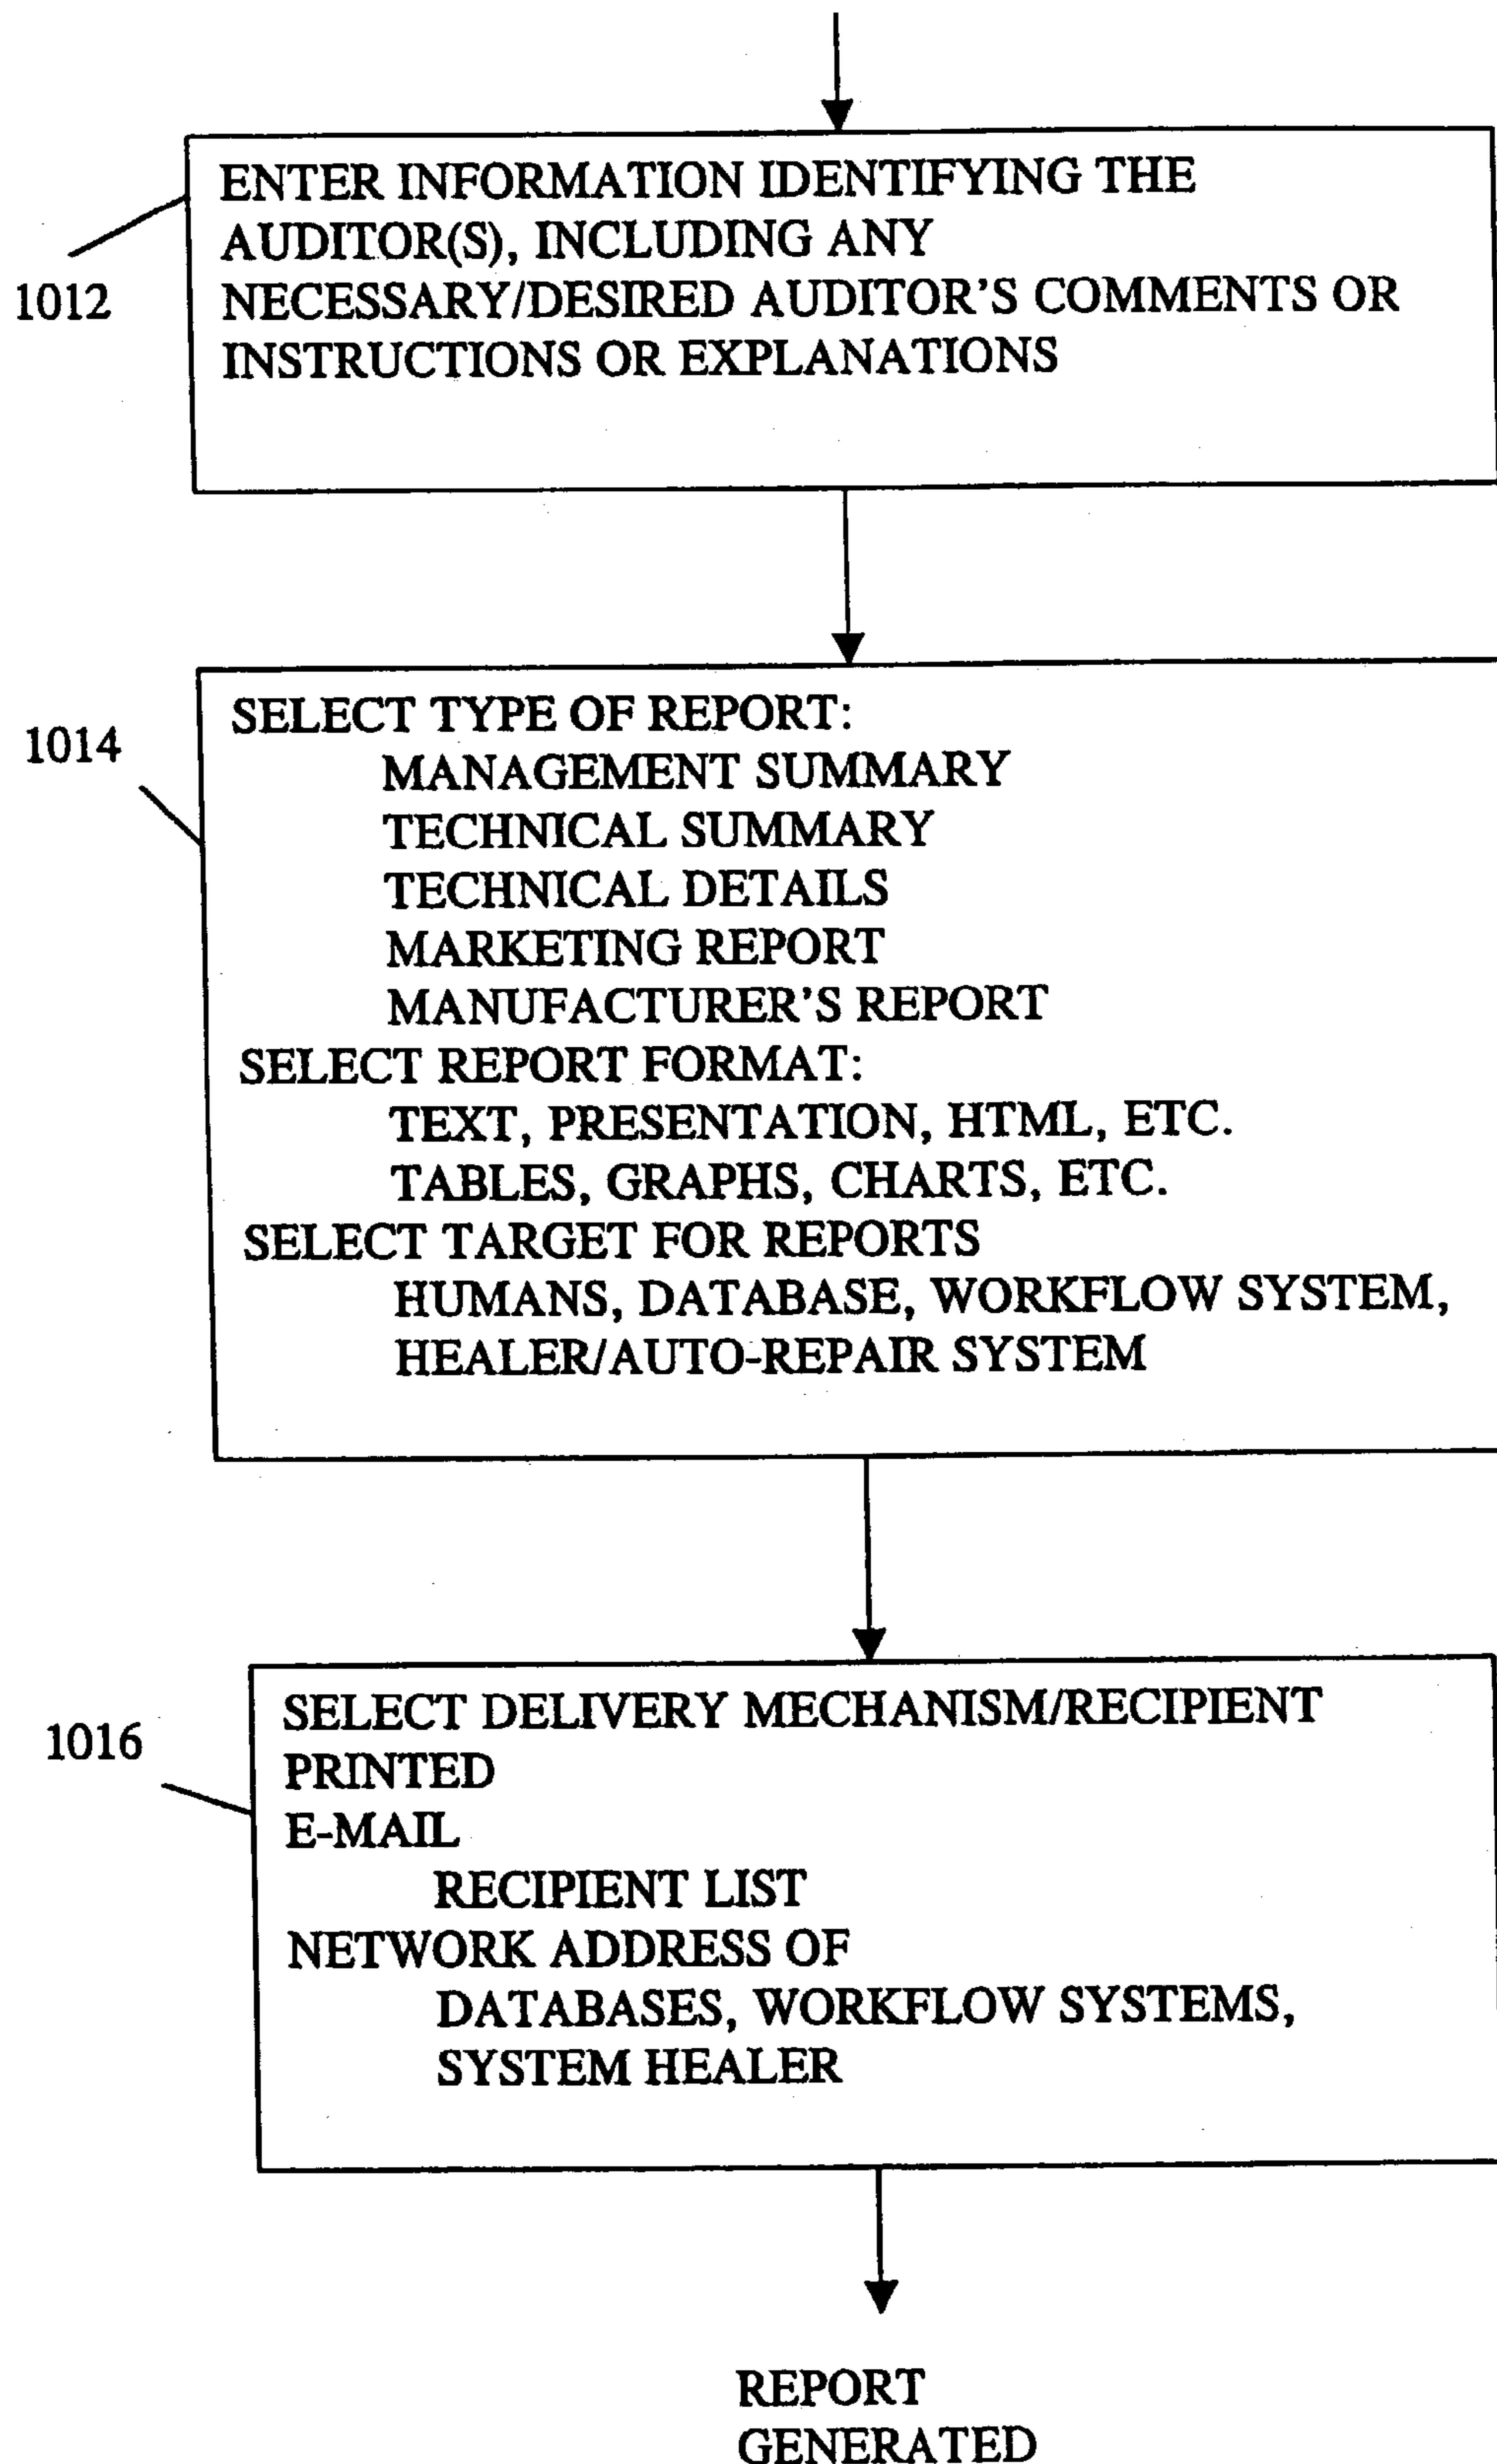 ENTER INFORMATION IDENTIFYING THE
AUDITOR(S), INCLUDING ANY
1012
NECESSARY/DESIRED AUDITOR'S COMMENTS OR
INSTRUCTIONS OR EXPLANATIONS
1014
SELECT TYPE OF REPORT:
MANAGEMENT SUMMARY
TECHNICAL SUMMARY
TECHNICAL DETAILS
MARKETING REPORT
MANUFACTURER'S REPORT
SELECT REPORT FORMAT:
TEXT, PRESENTATION, HTML, ETC.
TABLES, GRAPHS, CHARTS, ETC.
SELECT TARGET FOR REPORTS
HUMANS, DATABASE, WORKFLOW SYSTEM,
HEALER/AUTO-REPAIR SYSTEM
1016
SELECT DELIVERY MECHANISM/RECIPIENT
PRINTED
E-MAIL
RECIPIENT LIST
NETWORK ADDRESS OF
DATABASES, WORKFLOW SYSTEMS,
SYSTEM HEALER
REPORT
GENERATED